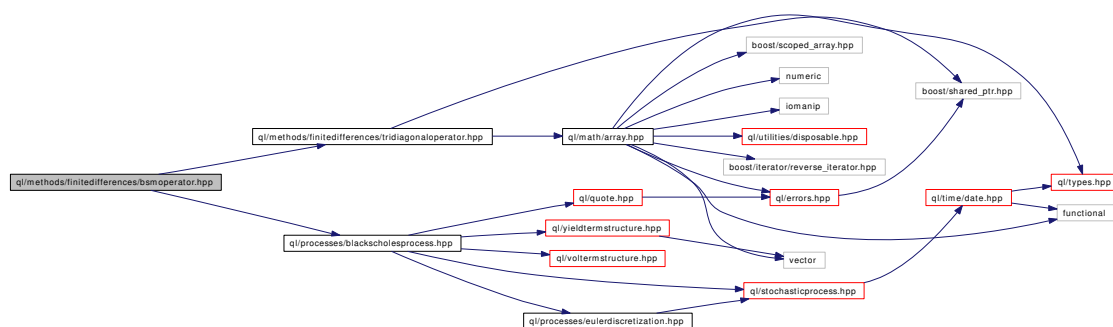 boost/scoped_array.hpp
numeric
boost/shared_ptr.hpp
iomanip
ql/methods/finitedifferences/tridiagonaloperator.hpp
ql/math/array.hpp
ql/utilities/disposable.hpp
boost/iterator/reverse_iterator.hpp
ql/methods/finitedifferences/bsmoperator.hpp
ql/types.hpp
ql/quote.hpp
ql/errors.hpp
ql/time/date.hpp
functional
ql/yieldtermstructure.hpp
ql/processes/blackscholesprocess.hpp
ql/voltermstructure.hpp
vector
ql/stochasticprocess.hpp
ql/processes/eulerdiscretization.hpp